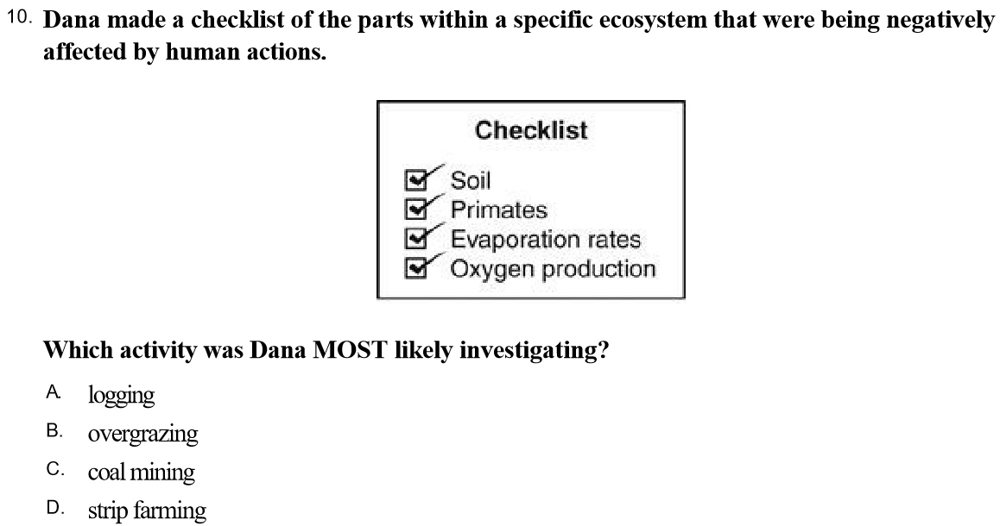 10. Dana made a checklist of the parts within a specific ecosystem that were being negatively
affected by human actions.
Checklist
Soil
Primates
Evaporation rates
Oxygen production
Which activity was Dana MOST likely investigating?
A. logging
B. overgrazing
C. coal mining
D. strip farming